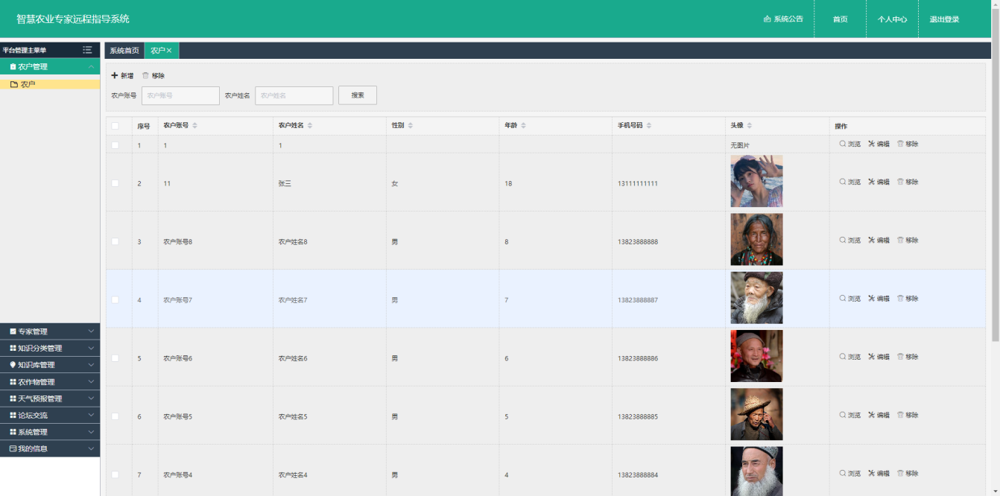 智慧农业专家远程指导系统
系统公告 首页 个人中心 退出登录
平台管理主菜单
系统首页 农户×
农户管理
农户
新增 移除
农户账号 农户账号 农户姓名 农户姓名 搜索
序号 农户账号 农户姓名 性别 年龄 手机号码 头像 操作
1 1 1 无图片 浏览 编辑 移除
2 11 张三 女 18 13111111111 浏览 编辑 移除
3 农户账号8 农户姓名8 男 8 13823888888 浏览 编辑 移除
4 农户账号7 农户姓名7 男 7 13823888887 浏览 编辑 移除
5 农户账号6 农户姓名6 男 6 13823888886 浏览 编辑 移除
6 农户账号5 农户姓名5 男 5 13823888885 浏览 编辑 移除
7 农户账号4 农户姓名4 男 4 13823888884 浏览 编辑 移除
专家管理
知识分类管理
知识库管理
农作物管理
天气预报管理
论坛交流
系统管理
我的信息